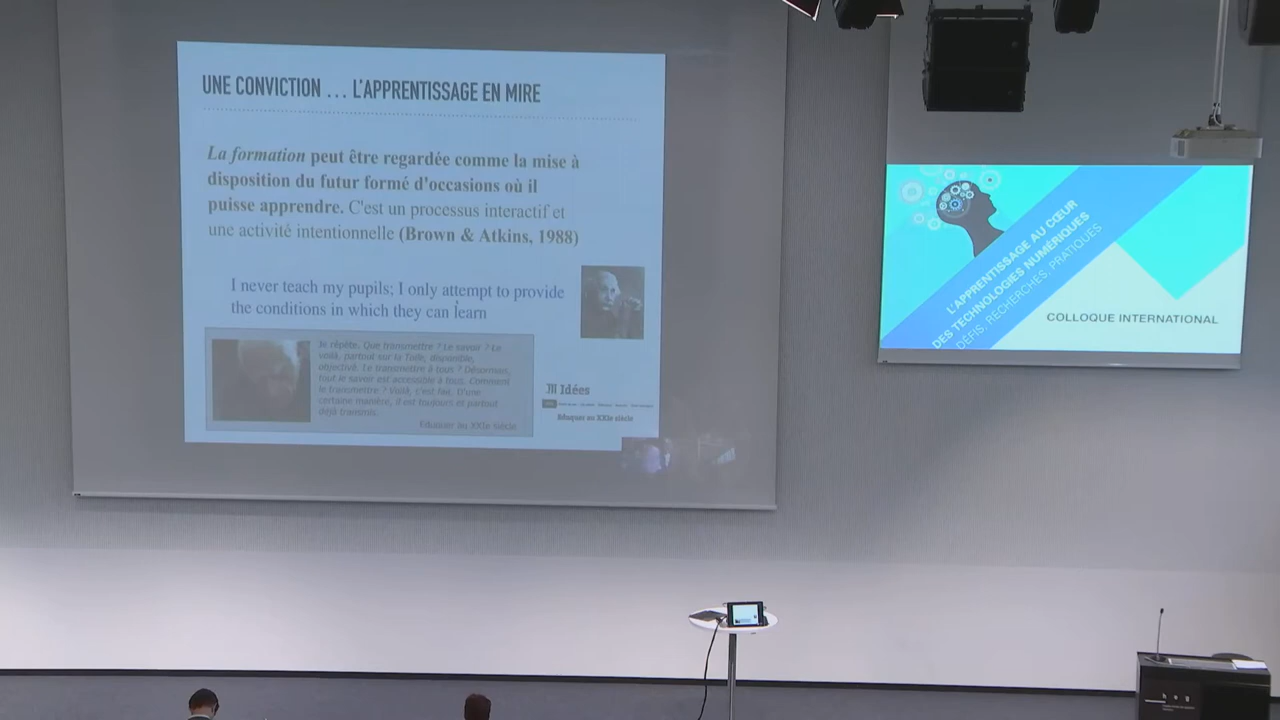 UNE CONVICTION ... L'APPRENTISSAGE EN MIRE
La formation peut être regardée comme la mise à
disposition du futur formé d'occasions où il
puisse apprendre. C'est un processus interactif et
une activité intentionnelle (Brown & Atkins, 1988)
I never teach my pupils; I only attempt to provide
the conditions in which they can learn
Je répète. Que transmettre ? Le savoir ? Le
voilà, partout sur la Toile, disponible,
objectivé. Le transmettre à tous ? Désormais,
tout le savoir est accessible à tous. Comment
le transmettre ? Voilà, c'est fait. D'une
certaine manière, il est toujours et partout
déjà transmis.
Eduquer au XXIe siècle
Idées
Eduquer au XXIe siècle
L'APPRENTISSAGE AU CŒUR
DES TECHNOLOGIES NUMÉRIQUES
DÉFIS, RECHERCHES, PRATIQUES
COLLOQUE INTERNATIONAL